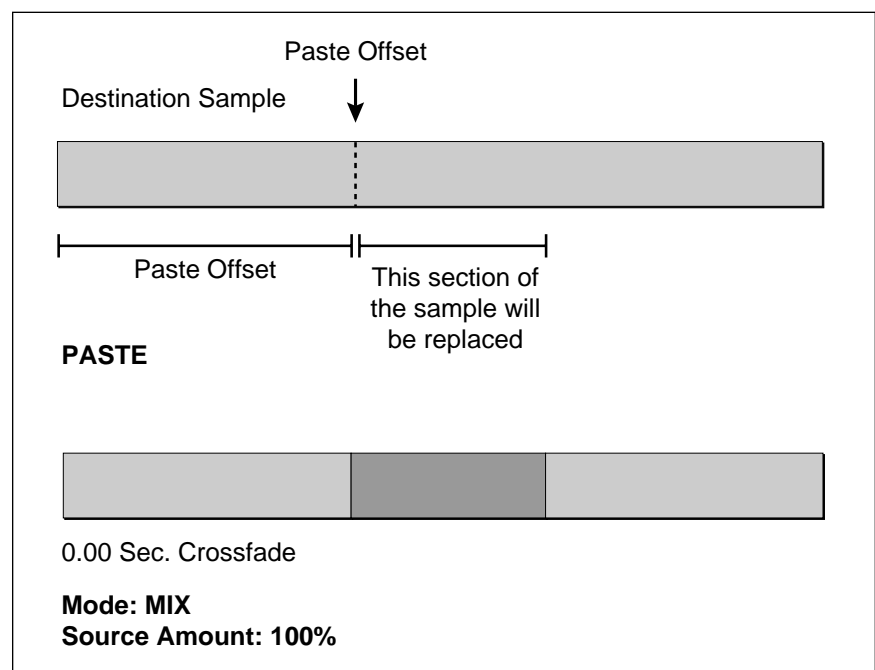 Paste Offset
Destination Sample
Paste Offset
This section of
the sample will
be replaced
PASTE
0.00 Sec. Crossfade
Mode: MIX
Source Amount: 100%